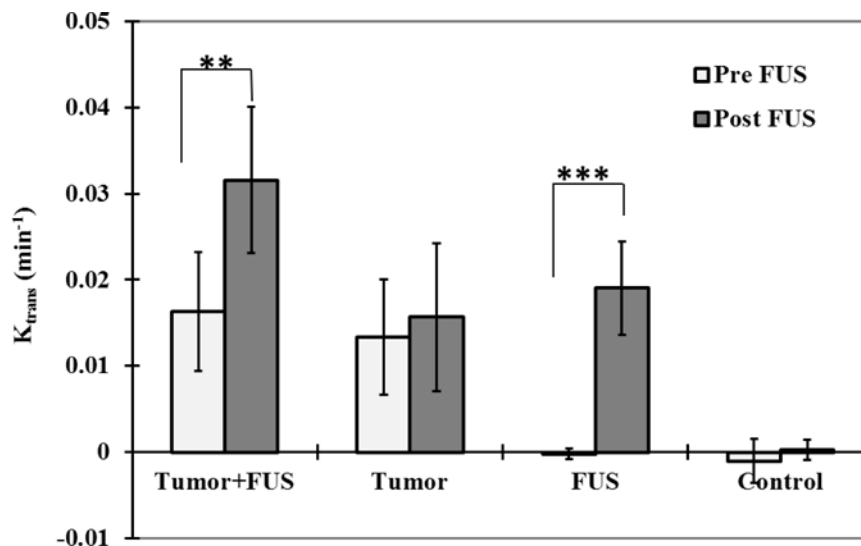 0.05
0.04
0.03
0.02
0.01
0
-0.01
K_trans (min⁻¹)
**
***
Pre FUS
Post FUS
Tumor+FUS
Tumor
FUS
Control